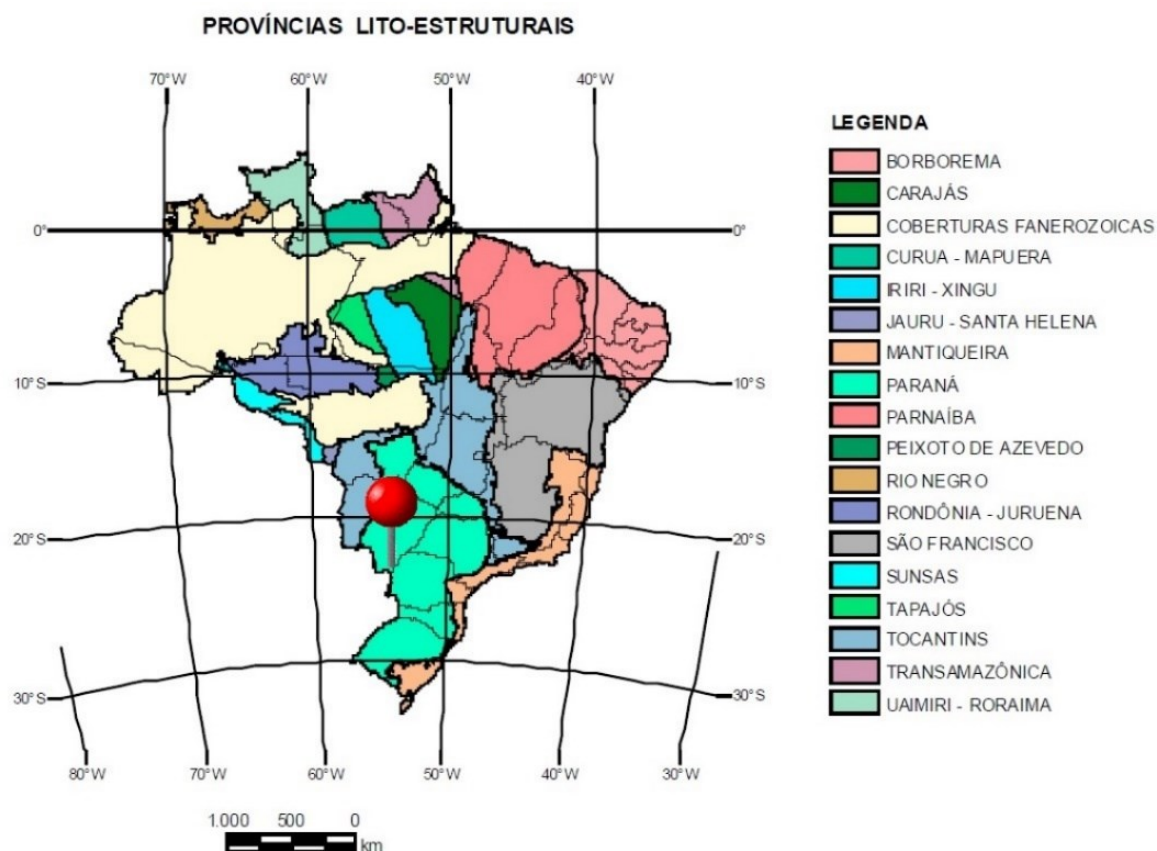 PROVÍNCIAS LITO-ESTRUTURAIS
70°W 60°W 50°W 40°W
0° 0°
10°S 10°S
20°S 20°S
30°S 30°S
80°W 70°W 60°W 50°W 40°W 30°W
1.000 500 0
km
LEGENDA
BORBOREMA
CARAJÁS
COBERTURAS FANEROZOICAS
CURUA - MAPUERA
IRIRI - XINGU
JAURU - SANTA HELENA
MANTIQUEIRA
PARANÁ
PARNAÍBA
PEIXOTO DE AZEVEDO
RIO NEGRO
RONDÔNIA - JURUENA
SÃO FRANCISCO
SUNSAS
TAPAJÓS
TOCANTINS
TRANSAMAZÔNICA
UAIMIRI - RORAIMA